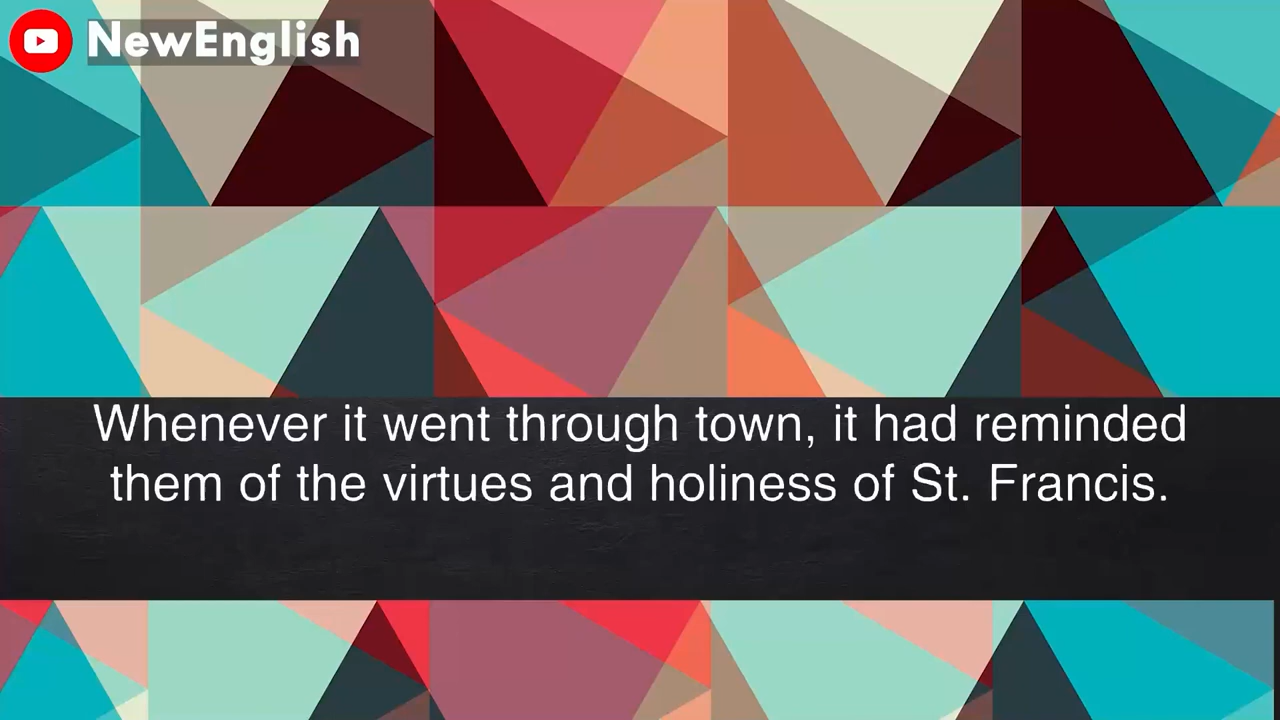 NewEnglish
Whenever it went through town, it had reminded
them of the virtues and holiness of St. Francis.